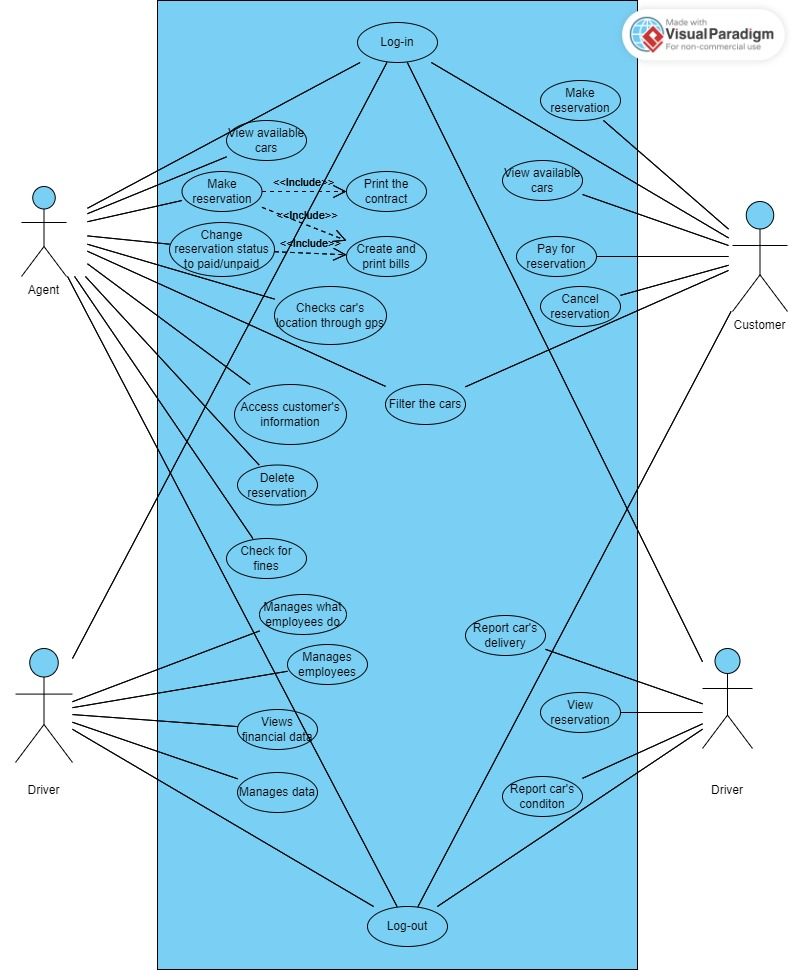 Made with
VisualParadigm
For non-commercial use
Log-in
Make
reservation
View available
cars
View available
cars
Make
reservation
<<Include>>
Print the
contract
<<Include>>
Change
reservation status
to paid/unpaid
<<Include>>
Create and
print bills
Pay for
reservation
Agent
Checks car's
location through gps
Cancel
reservation
Customer
Access customer's
information
Filter the cars
Delete
reservation
Check for
fines
Manages what
employees do
Report car's
delivery
Manages
employees
Views
financial data
View
reservation
Driver
Manages data
Report car's
conditon
Driver
Log-out